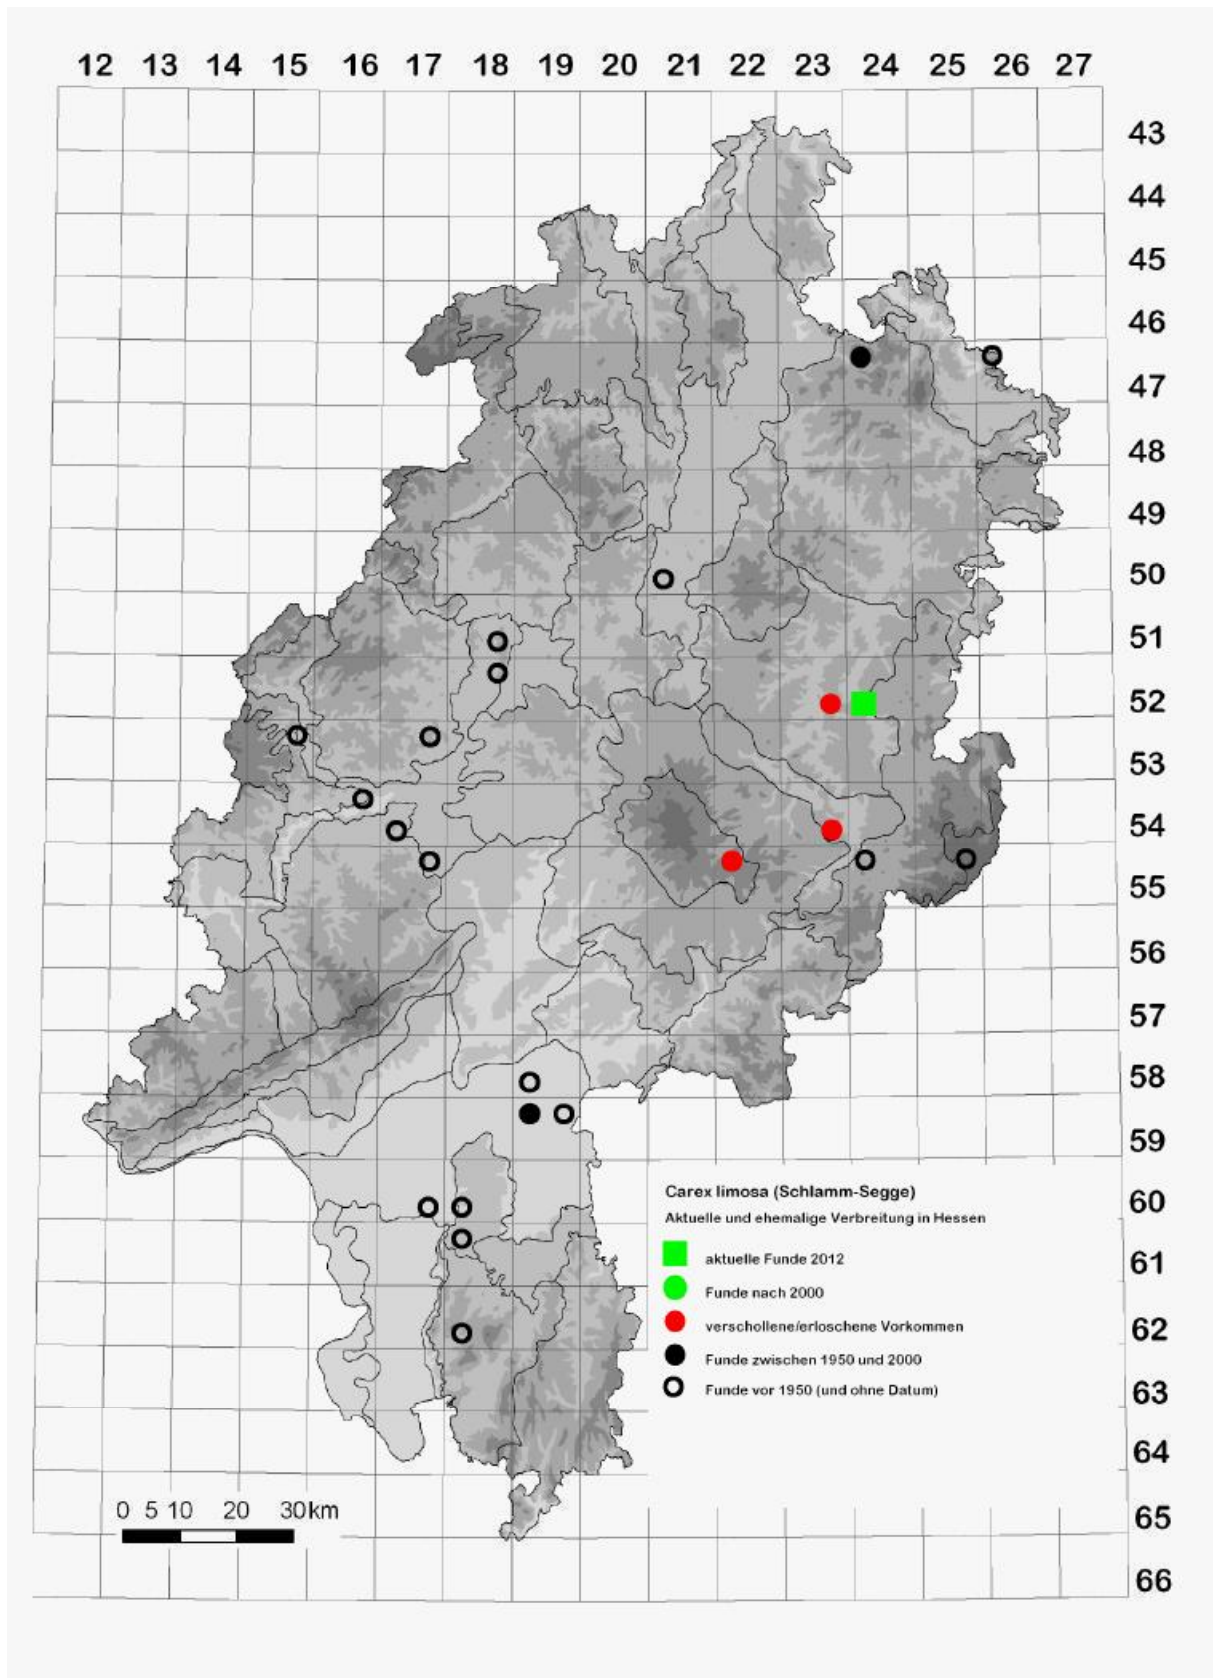 12 13 14 15 16 17 18 19 20 21 22 23 24 25 26 27
43
44
45
46
47
48
49
50
51
52
53
54
55
56
57
58
59
60
61
62
63
64
65
66
Carex limosa (Schlamm-Segge)
Aktuelle und ehemalige Verbreitung in Hessen
aktuelle Funde 2012
Funde nach 2000
verschollene/erloschene Vorkommen
Funde zwischen 1950 und 2000
Funde vor 1950 (und ohne Datum)
0 5 10 20 30km